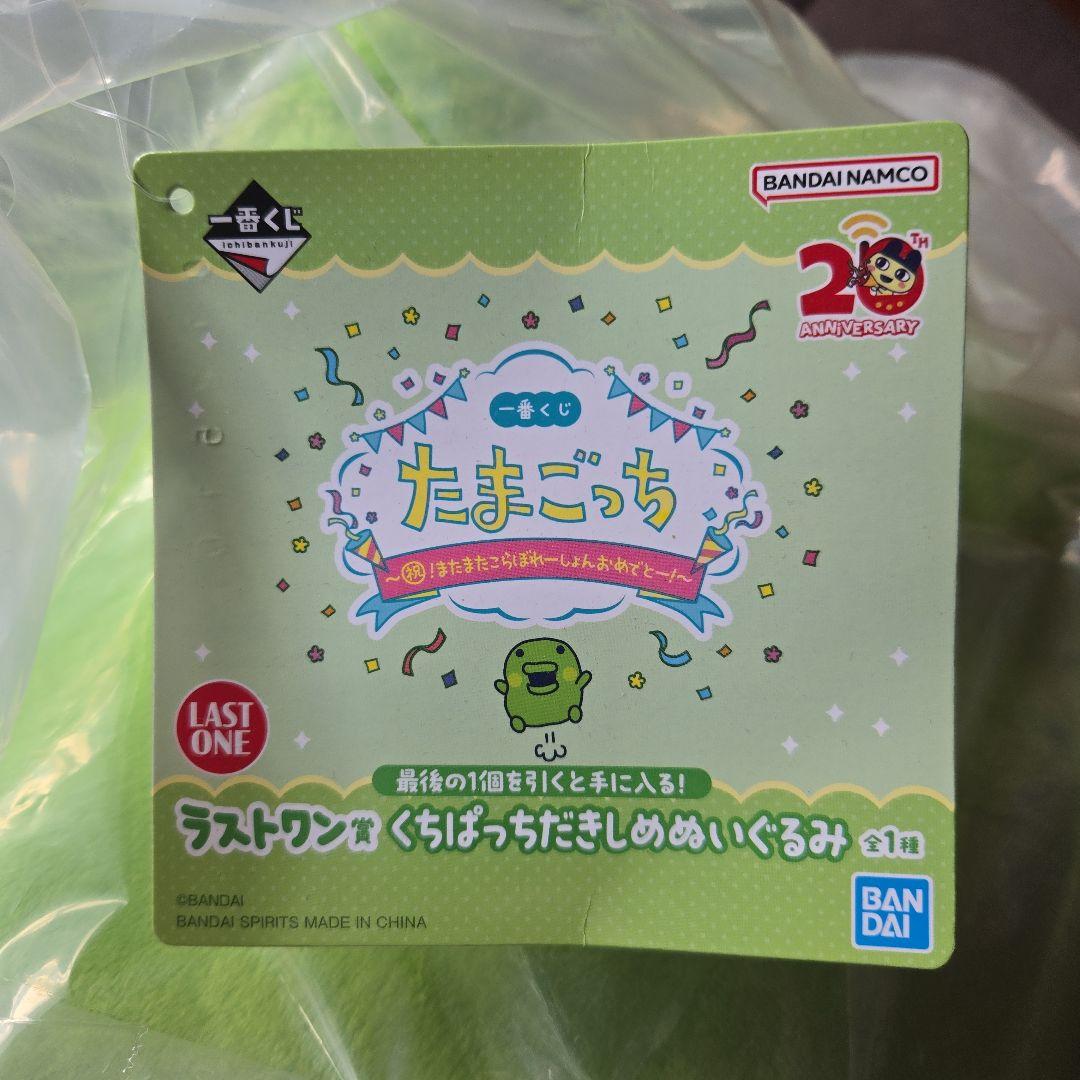 一番くじ
ichibankuji
BANDAI NAMCO
20TH
ANNIVERSARY
一番くじ
たまごっち
～㊗!またまたこらぼれーしょんおめでとー!～
LAST
ONE
最後の1個を引くと手に入る!
ラストワン賞 くちぱっちだきしめぬいぐるみ 全1種
©BANDAI
BANDAI SPIRITS MADE IN CHINA
BAN
DAI